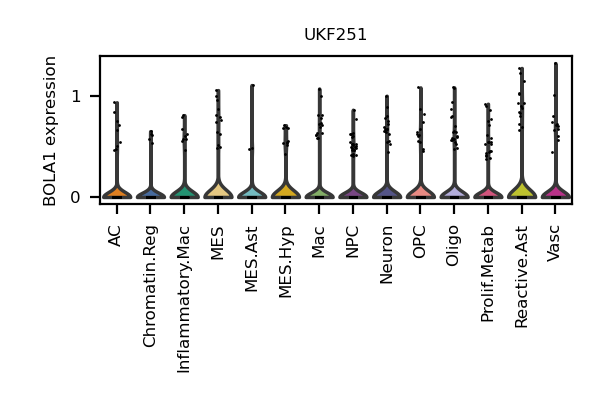 UKF251
BOLA1 expression
1
0
AC
Chromatin.Reg
Inflammatory.Mac
MES
MES.Ast
MES.Hyp
Mac
NPC
Neuron
OPC
Oligo
Prolif.Metab
Reactive.Ast
Vasc